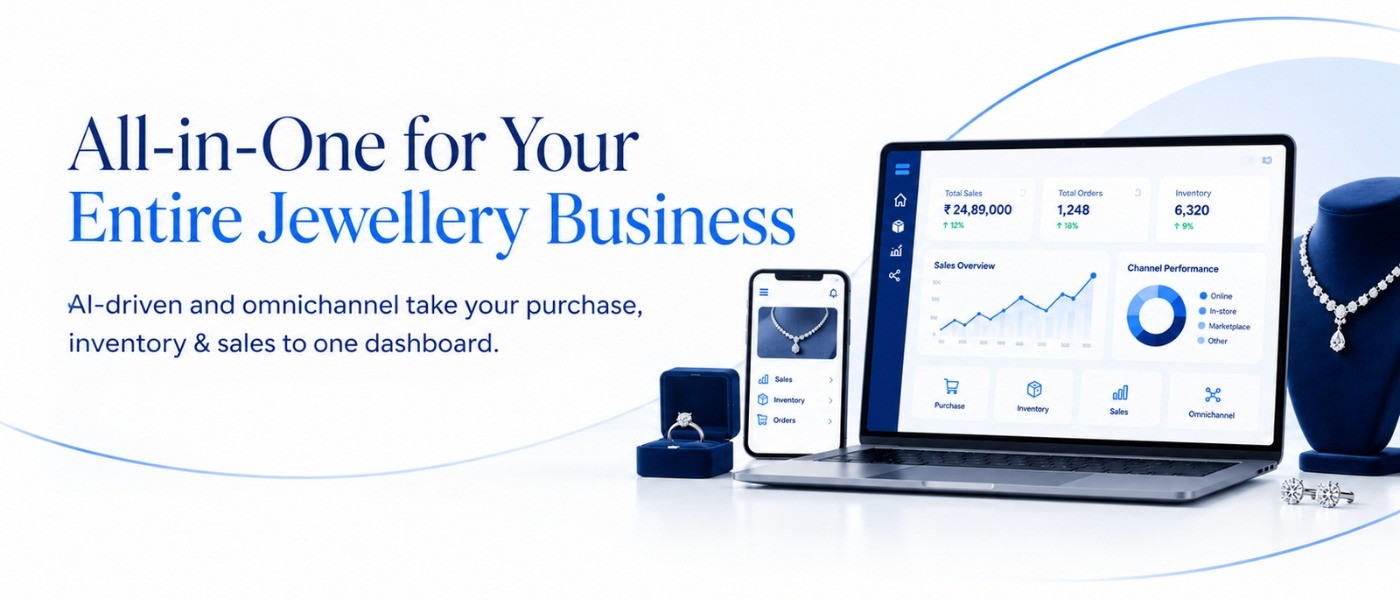 All-in-One for Your
Entire Jewellery Business
AI-driven and omnichannel take your purchase,
inventory & sales to one dashboard.
Sales
Inventory
Orders
Total Sales
₹ 24,89,000
↑ 12%
Total Orders
1,248
↑ 18%
Inventory
6,320
↑ 9%
Sales Overview
Channel Performance
Online
In-store
Marketplace
Other
Purchase
Inventory
Sales
Omnichannel